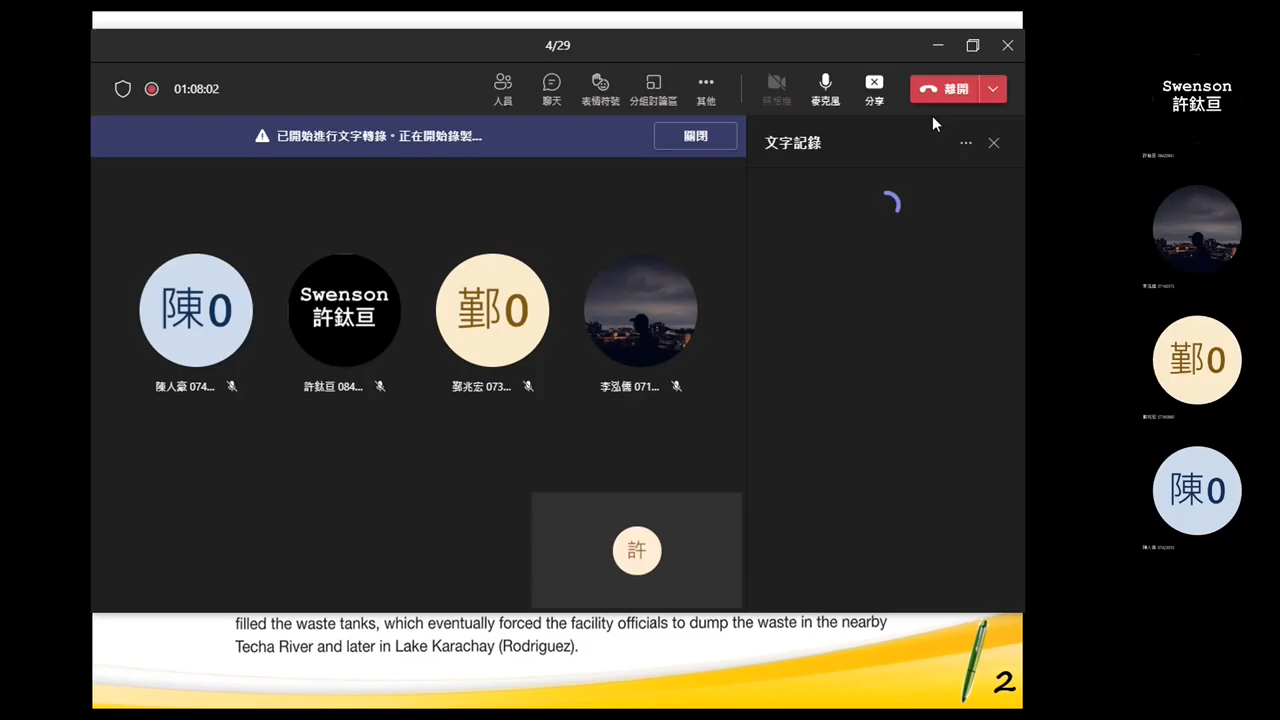 4/29
01:08:02
人員
聊天
表情符號
分組討論區
其他
照相機
麥克風
分享
離開
已開始進行文字轉錄。正在開始錄製...
關閉
文字記錄
陳0
Swenson
許鈦亘
鄞0
陳人豪 074...
許鈦亘 084...
鄞兆宏 073...
李泓儒 071...
許
filled the waste tanks, which eventually forced the facility officials to dump the waste in the nearby
Techa River and later in Lake Karachay (Rodriguez).
2
Swenson
許鈦亘
鄞0
陳0